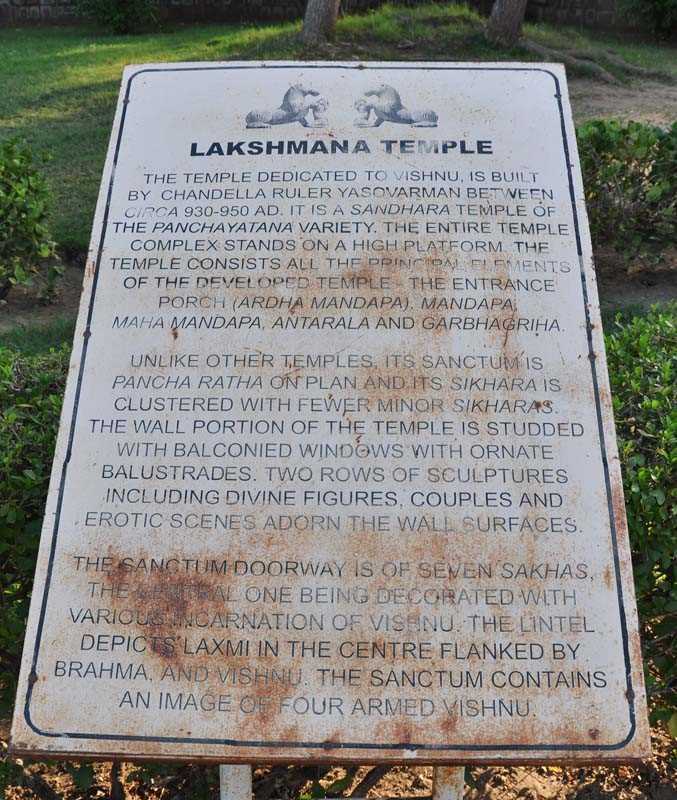 LAKSHMANA TEMPLE
THE TEMPLE DEDICATED TO VISHNU, IS BUILT
BY CHANDELLA RULER YASOVARMAN BETWEEN
CIRCA 930-950 AD. IT IS A SANDHARA TEMPLE OF
THE PANCHAYATANA VARIETY. THE ENTIRE TEMPLE
COMPLEX STANDS ON A HIGH PLATFORM. THE
TEMPLE CONSISTS ALL THE PRINCIPAL ELEMENTS
OF THE DEVELOPED TEMPLE - THE ENTRANCE
PORCH (ARDHA MANDAPA), MANDAPA,
MAHA MANDAPA, ANTARALA AND GARBHAGRIHA.
UNLIKE OTHER TEMPLES, ITS SANCTUM IS
PANCHA RATHA ON PLAN AND ITS SIKHARA IS
CLUSTERED WITH FEWER MINOR SIKHARAS.
THE WALL PORTION OF THE TEMPLE IS STUDDED
WITH BALCONIED WINDOWS WITH ORNATE
BALUSTRADES. TWO ROWS OF SCULPTURES
INCLUDING DIVINE FIGURES, COUPLES AND
EROTIC SCENES ADORN THE WALL SURFACES.
THE SANCTUM DOORWAY IS OF SEVEN SAKHAS,
THE CENTRAL ONE BEING DECORATED WITH
VARIOUS INCARNATION OF VISHNU. THE LINTEL
DEPICTS LAXMI IN THE CENTRE FLANKED BY
BRAHMA, AND VISHNU. THE SANCTUM CONTAINS
AN IMAGE OF FOUR ARMED VISHNU.